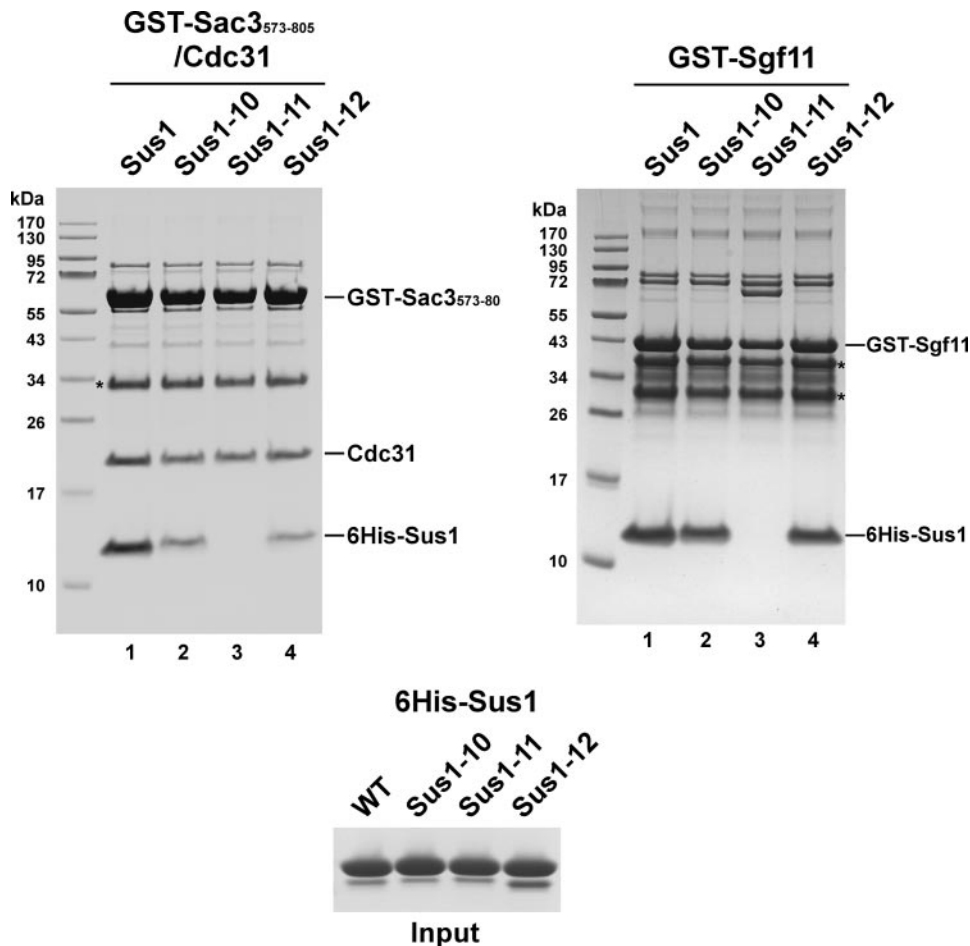 GST-Sac3573-805
/Cdc31
Sus1 Sus1-10 Sus1-11 Sus1-12
kDa
170
130
95
72
55
43
34
26
17
10
*
GST-Sac3573-80
Cdc31
6His-Sus1
1 2 3 4
GST-Sgf11
Sus1 Sus1-10 Sus1-11 Sus1-12
kDa
170
130
95
72
55
43
34
26
17
10
GST-Sgf11
*
*
6His-Sus1
1 2 3 4
6His-Sus1
WT Sus1-10 Sus1-11 Sus1-12
Input